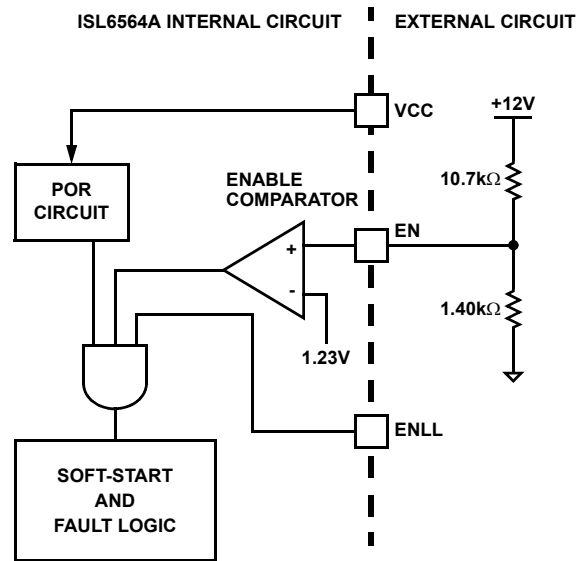 ISL6564A INTERNAL CIRCUIT
EXTERNAL CIRCUIT
VCC
+12V
POR
CIRCUIT
ENABLE
COMPARATOR
10.7kΩ
EN
+
-
1.23V
1.40kΩ
ENLL
SOFT-START
AND
FAULT LOGIC